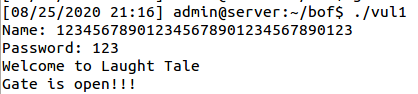 [08/25/2020 21:16] admin@server:~/bof$ ./vul1
Name: 123456789012345678901234567890123
Password: 123
Welcome to Laught Tale
Gate is open!!!